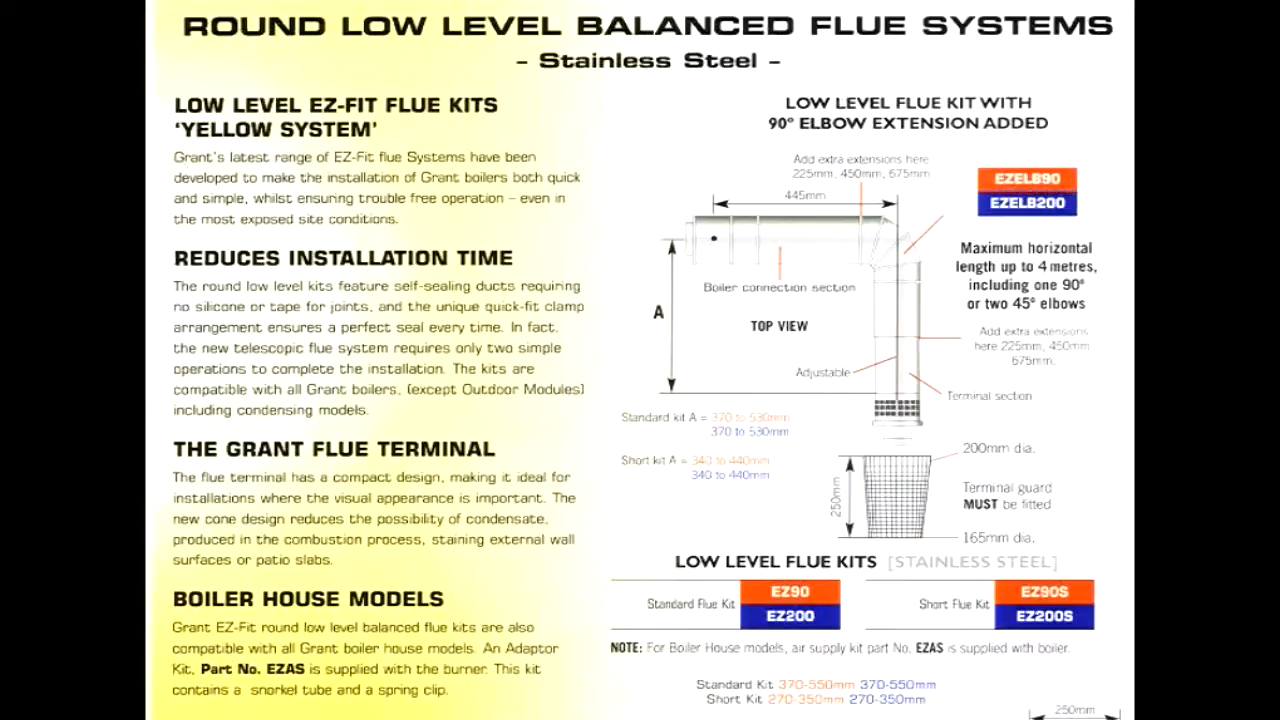 ROUND LOW LEVEL BALANCED FLUE SYSTEMS
– Stainless Steel –
LOW LEVEL EZ-FIT FLUE KITS
‘YELLOW SYSTEM’
Grant's latest range of EZ-Fit flue Systems have been
developed to make the installation of Grant boilers both quick
and simple, whilst ensuring trouble free operation – even in
the most exposed site conditions.
REDUCES INSTALLATION TIME
The round low level kits feature self-sealing ducts requiring
no silicone or tape for joints, and the unique quick-fit clamp
arrangement ensures a perfect seal every time. In fact,
the new telescopic flue system requires only two simple
operations to complete the installation. The kits are
compatible with all Grant boilers, (except Outdoor Modules)
including condensing models.
THE GRANT FLUE TERMINAL
The flue terminal has a compact design, making it ideal for
installations where the visual appearance is important. The
new cone design reduces the possibility of condensate,
produced in the combustion process, staining external wall
surfaces or patio slabs.
BOILER HOUSE MODELS
Grant EZ-Fit round low level balanced flue kits are also
compatible with all Grant boiler house models. An Adaptor
Kit, Part No. EZAS is supplied with the burner. This kit
contains a snorkel tube and a spring clip.
LOW LEVEL FLUE KIT WITH
90° ELBOW EXTENSION ADDED
Add extra extensions here
225mm, 450mm, 675mm
445mm
EZELB90
EZELB200
Maximum horizontal
length up to 4 metres,
including one 90°
or two 45° elbows
Boiler connection section
A
TOP VIEW
Add extra extensions
here 225mm, 450mm
675mm.
Adjustable
Terminal section
Standard kit A = 370 to 530mm
370 to 530mm
Short kit A = 340 to 440mm
340 to 440mm
200mm dia.
250mm
Terminal guard
MUST be fitted
165mm dia.
LOW LEVEL FLUE KITS [STAINLESS STEEL]
Standard Flue Kit
EZ90
EZ200
Short Flue Kit
EZ90S
EZ200S
NOTE: For Boiler House models, air supply kit part No. EZAS is supplied with boiler.
Standard Kit 370-550mm 370-550mm
Short Kit 270-350mm 270-350mm
250mm